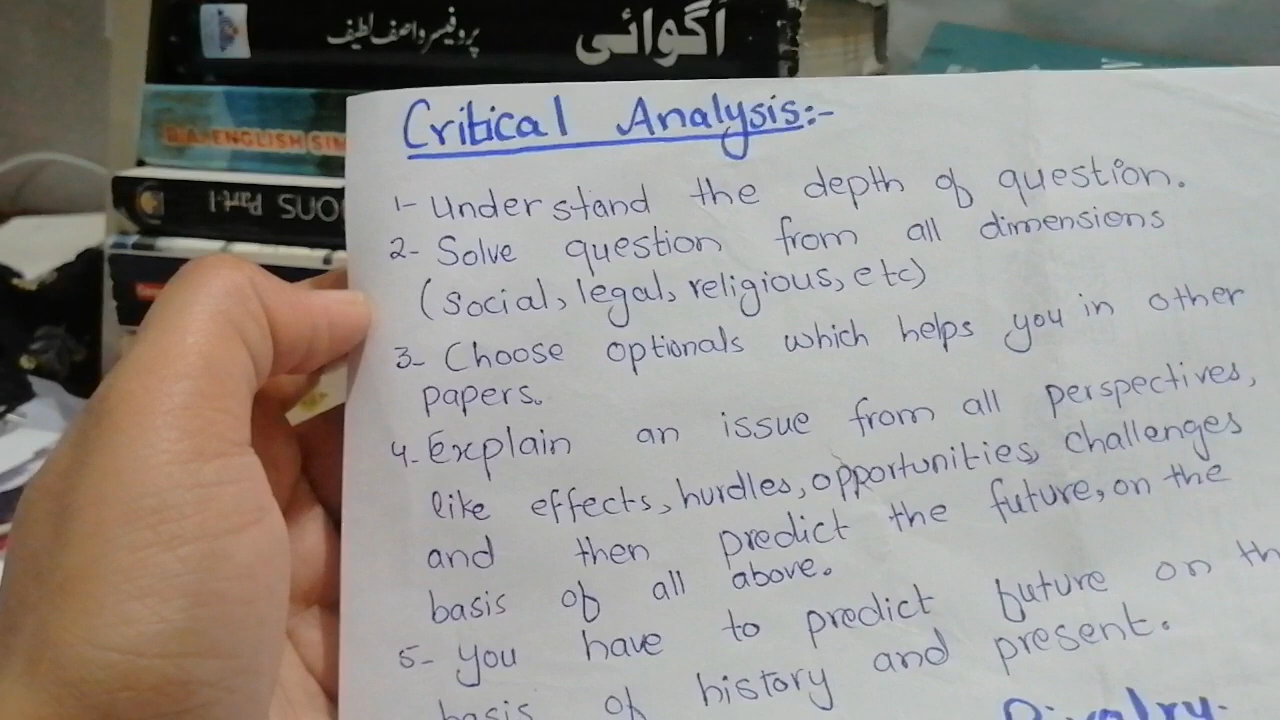 اگوائی
پروفیسر واصف لطیف
B.A. ENGLISH
Part-I
Critical Analysis:-
1- Understand the depth of question.
2- Solve question from all dimensions
(social, legal, religious, etc)
3- Choose optionals which helps you in other
papers.
4- Explain an issue from all perspectives,
like effects, hurdles, opportunities, challenges
and then predict the future, on the
basis of all above.
5- You have to predict future on th
basis of history and present.
Rivalry.